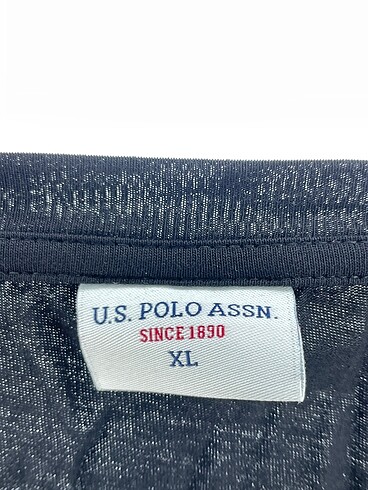 U.S. POLO ASSN.
SINCE 1890
XL